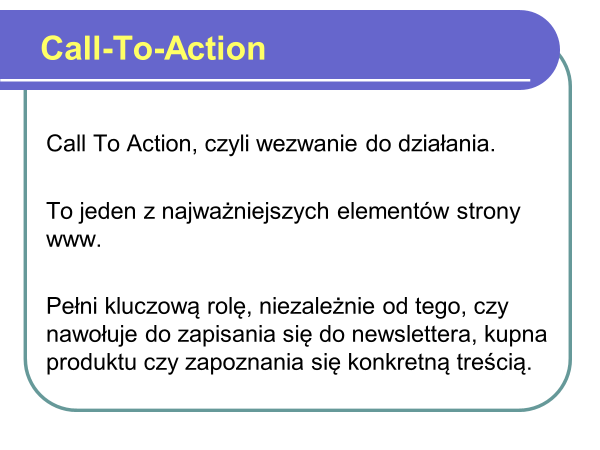 Call-To-Action
Call To Action, czyli wezwanie do działania.
To jeden z najważniejszych elementów strony
www.
Pełni kluczową rolę, niezależnie od tego, czy
nawołuje do zapisania się do newslettera, kupna
produktu czy zapoznania się konkretną treścią.